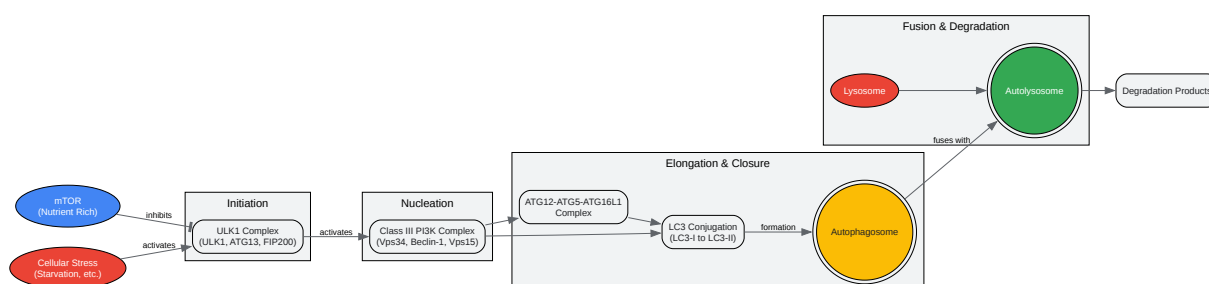 Fusion & Degradation
Lysosome
Autolysosome
Degradation Products
fuses with
Elongation & Closure
mTOR
(Nutrient Rich)
inhibits
Initiation
ULK1 Complex
(ULK1, ATG13, FIP200)
activates
Cellular Stress
(Starvation, etc.)
activates
Nucleation
Class III PI3K Complex
(Vps34, Beclin-1, Vps15)
ATG12-ATG5-ATG16L1
Complex
LC3 Conjugation
(LC3-I to LC3-II)
formation
Autophagosome